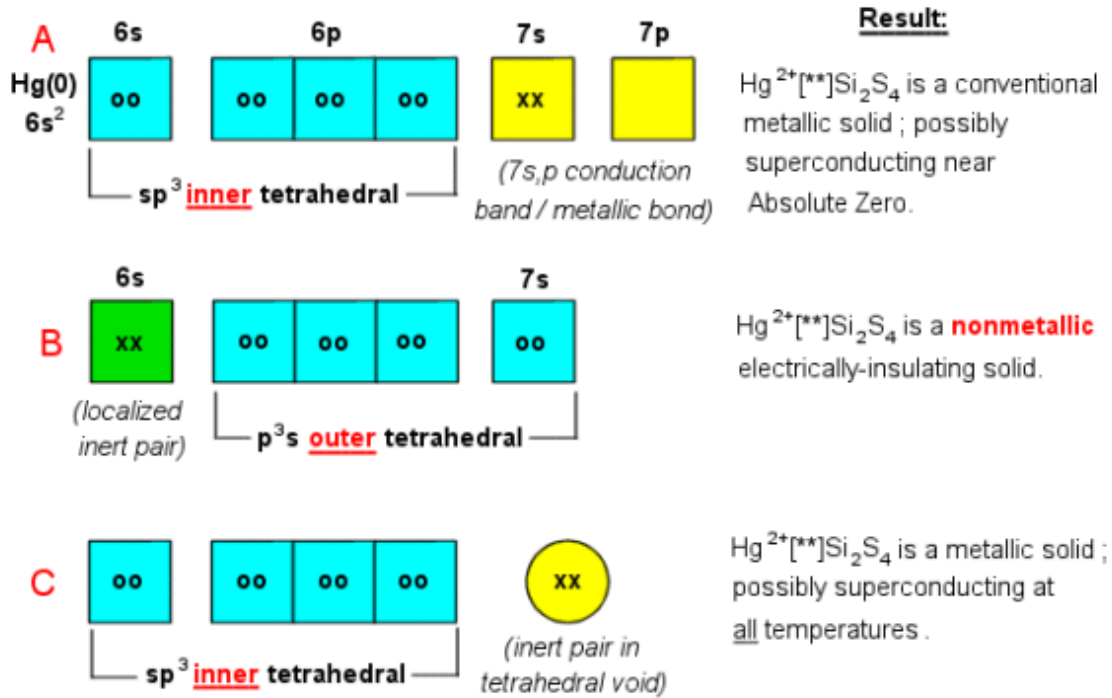 Result:
A
6s 6p 7s 7p
Hg(0)
6s²
oo oo oo oo xx
sp³ inner tetrahedral
(7s,p conduction
band / metallic bond)
Hg²⁺[**]Si₂S₄ is a conventional
metallic solid ; possibly
superconducting near
Absolute Zero.
B
6s 7s
xx oo oo oo oo
(localized
inert pair)
p³s outer tetrahedral
Hg²⁺[**]Si₂S₄ is a nonmetallic
electrically-insulating solid.
C
oo oo oo oo xx
sp³ inner tetrahedral
(inert pair in
tetrahedral void)
Hg²⁺[**]Si₂S₄ is a metallic solid ;
possibly superconducting at
all temperatures .